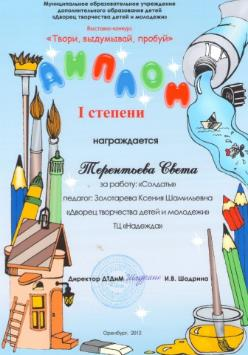 Муниципальное образовательное учреждение
дополнительного образования детей
«Дворец творчества детей и молодежи»
Выставка-конкурс
«Твори, выдумывай, пробуй»
ДИПЛОМ
I степени
награждается
Терентьева Света
за работу: «Солдаты»
педагог: Золотарева Ксения Шамильевна
«Дворец творчества детей и молодежи»
ТЦ «Надежда»
Директор ДТДиМ И.В. Шадрина
Оренбург, 2012